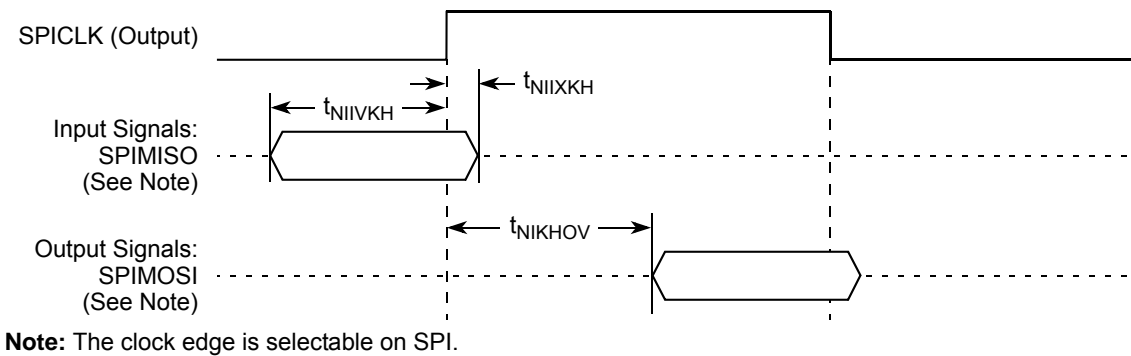 SPICLK (Output)
tNIIXKH
tNIIVKH
Input Signals:
SPIMISO
(See Note)
tNIKHOV
Output Signals:
SPIMOSI
(See Note)
Note: The clock edge is selectable on SPI.